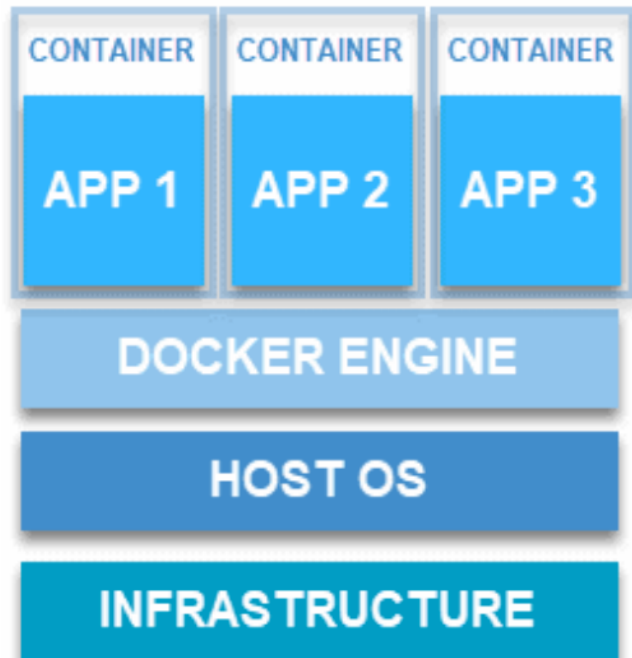 CONTAINER CONTAINER CONTAINER
APP 1 APP 2 APP 3
DOCKER ENGINE
HOST OS
INFRASTRUCTURE